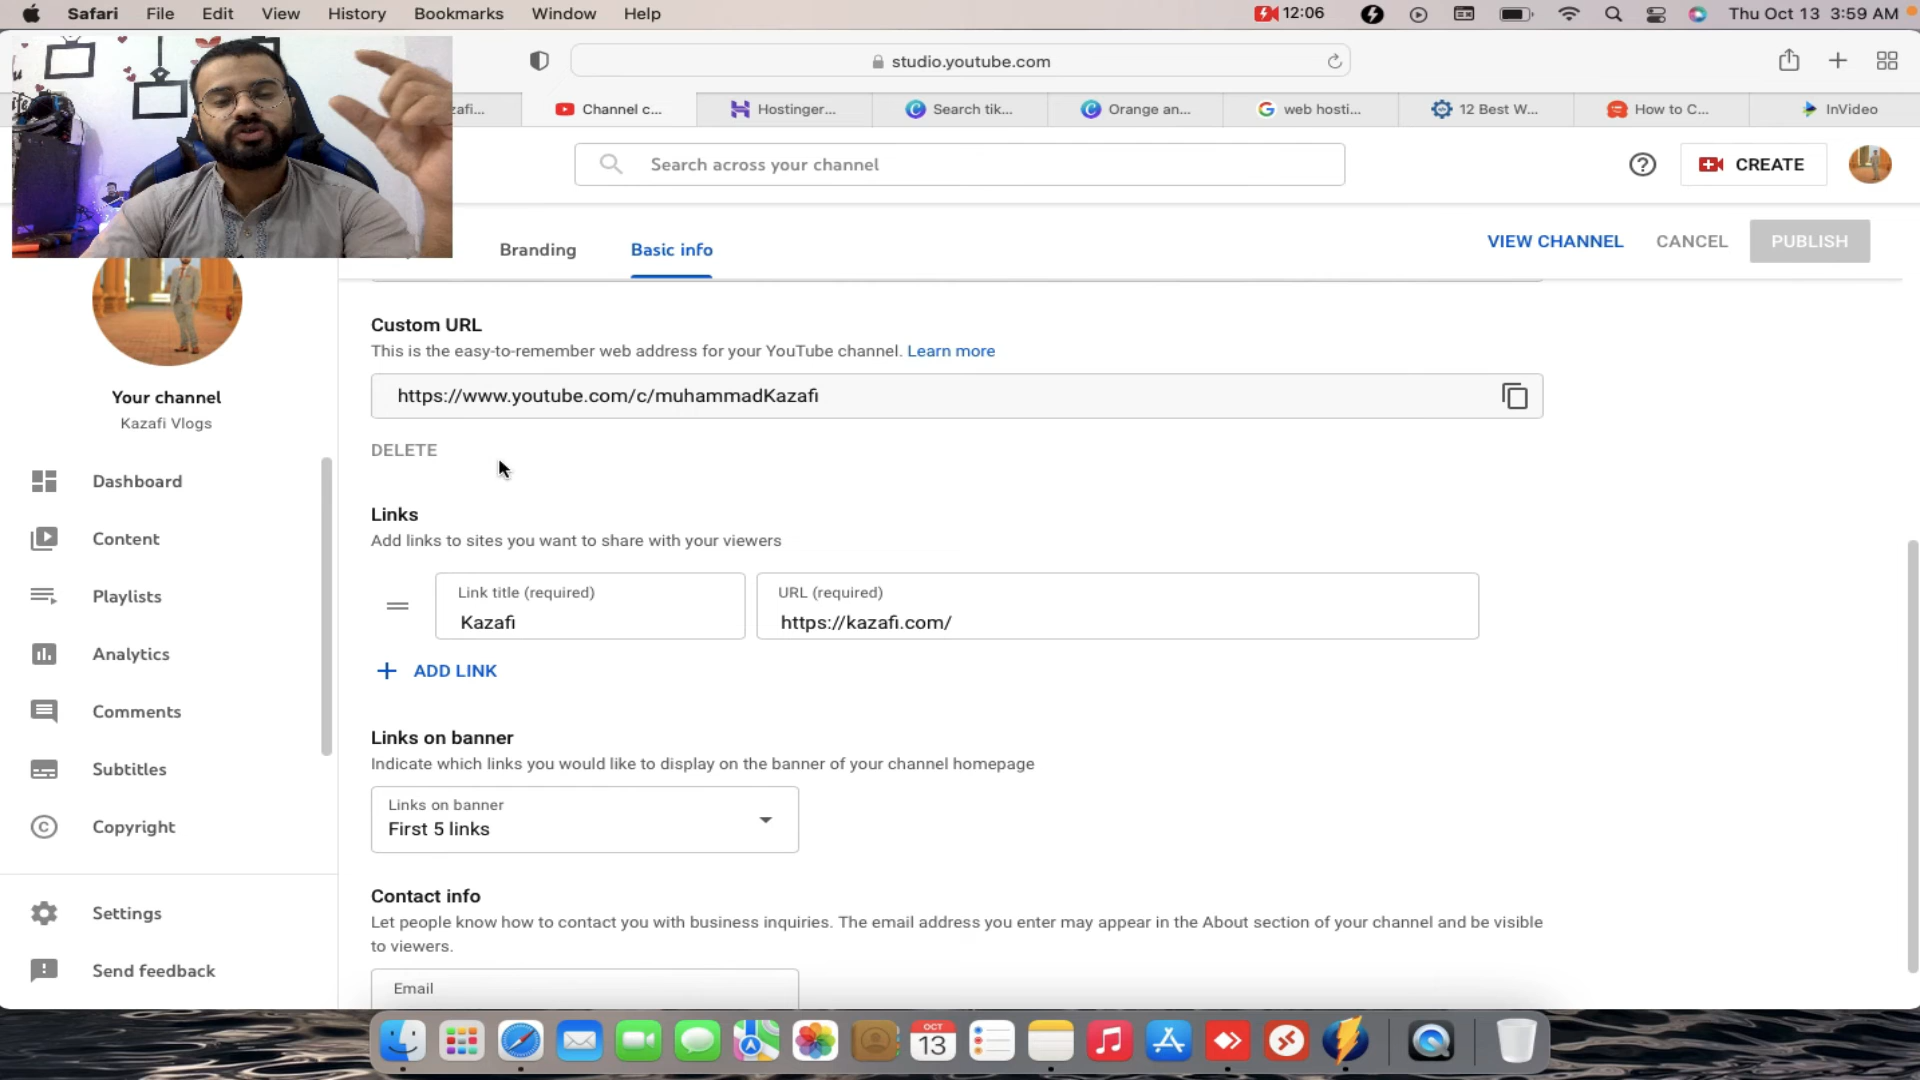 Safari File Edit View History Bookmarks Window Help 12:06 Thu Oct 13 3:59 AM
studio.youtube.com
Channel c... Hostinger... Search tik... Orange an... web hosti... 12 Best W... How to C... InVideo
Search across your channel
CREATE
Branding Basic info VIEW CHANNEL CANCEL PUBLISH
Your channel
Kazafi Vlogs
Dashboard
Content
Playlists
Analytics
Comments
Subtitles
Copyright
Settings
Send feedback
Custom URL
This is the easy-to-remember web address for your YouTube channel. Learn more
https://www.youtube.com/c/muhammadKazafi
DELETE
Links
Add links to sites you want to share with your viewers
Link title (required) URL (required)
Kazafi https://kazafi.com/
ADD LINK
Links on banner
Indicate which links you would like to display on the banner of your channel homepage
Links on banner
First 5 links
Contact info
Let people know how to contact you with business inquiries. The email address you enter may appear in the About section of your channel and be visible
to viewers.
Email
OCT
13